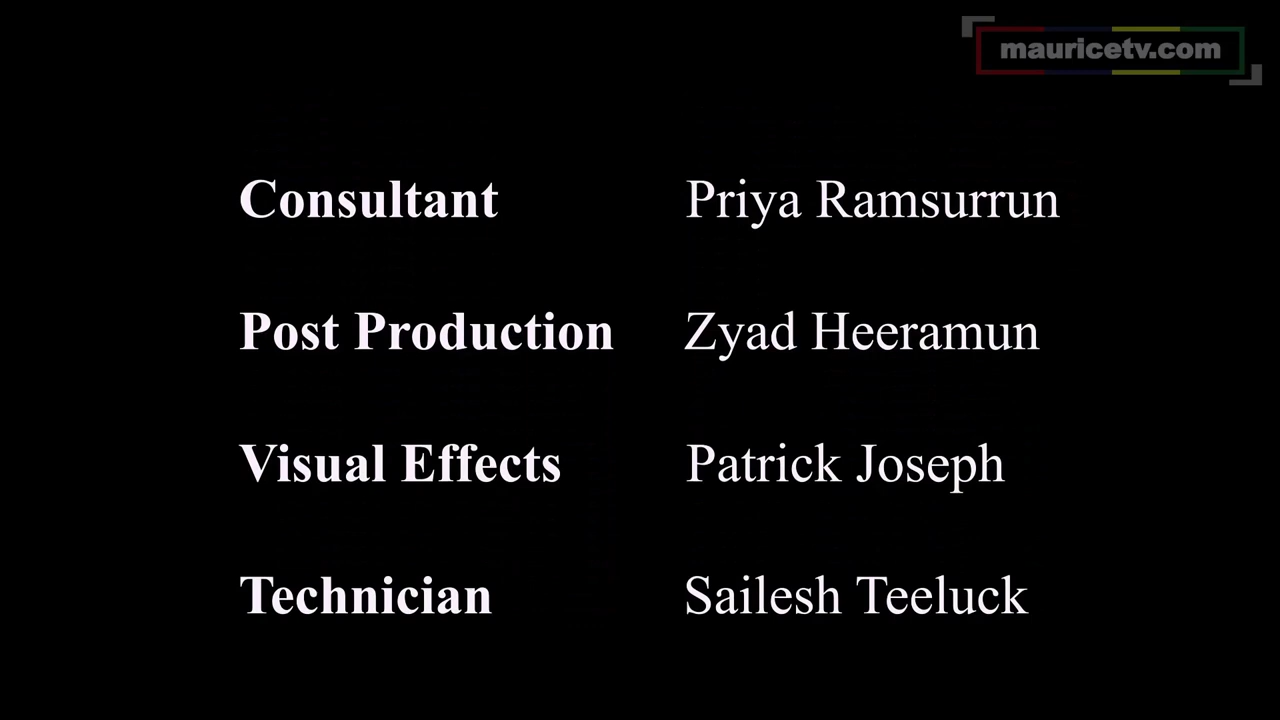 mauricetv.com
Consultant Priya Ramsurrun
Post Production Zyad Heeramun
Visual Effects Patrick Joseph
Technician Sailesh Teeluck